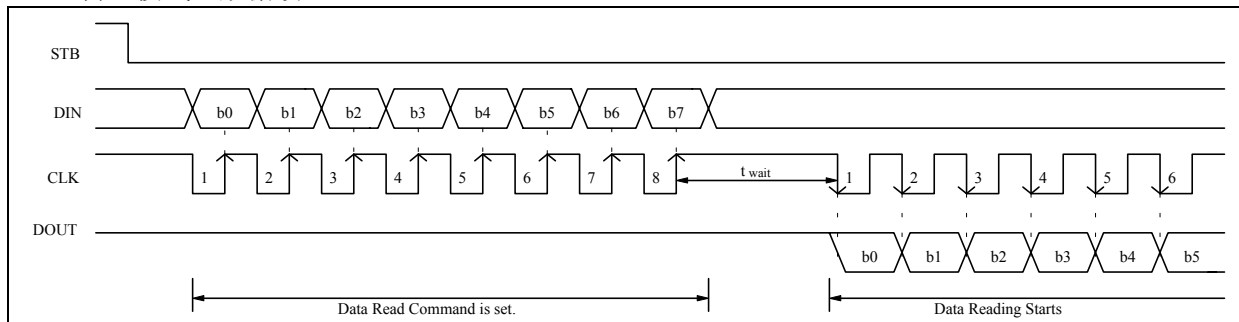 STB
DIN b0 b1 b2 b3 b4 b5 b6 b7
CLK 1 2 3 4 5 6 7 8 t wait 1 2 3 4 5 6
DOUT b0 b1 b2 b3 b4 b5
Data Read Command is set. Data Reading Starts